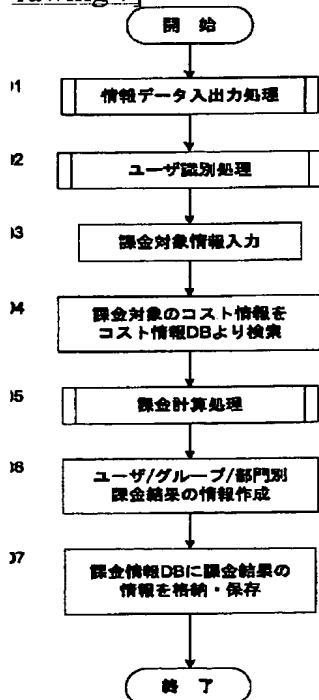 開 始
情報データ入出力処理
ユーザ識別処理
課金対象情報入力
課金対象のコスト情報を
コスト情報DBより検索
課金計算処理
ユーザ/グループ/部門別
課金結果の情報作成
課金情報DBに課金結果の
情報を格納・保存
終 了